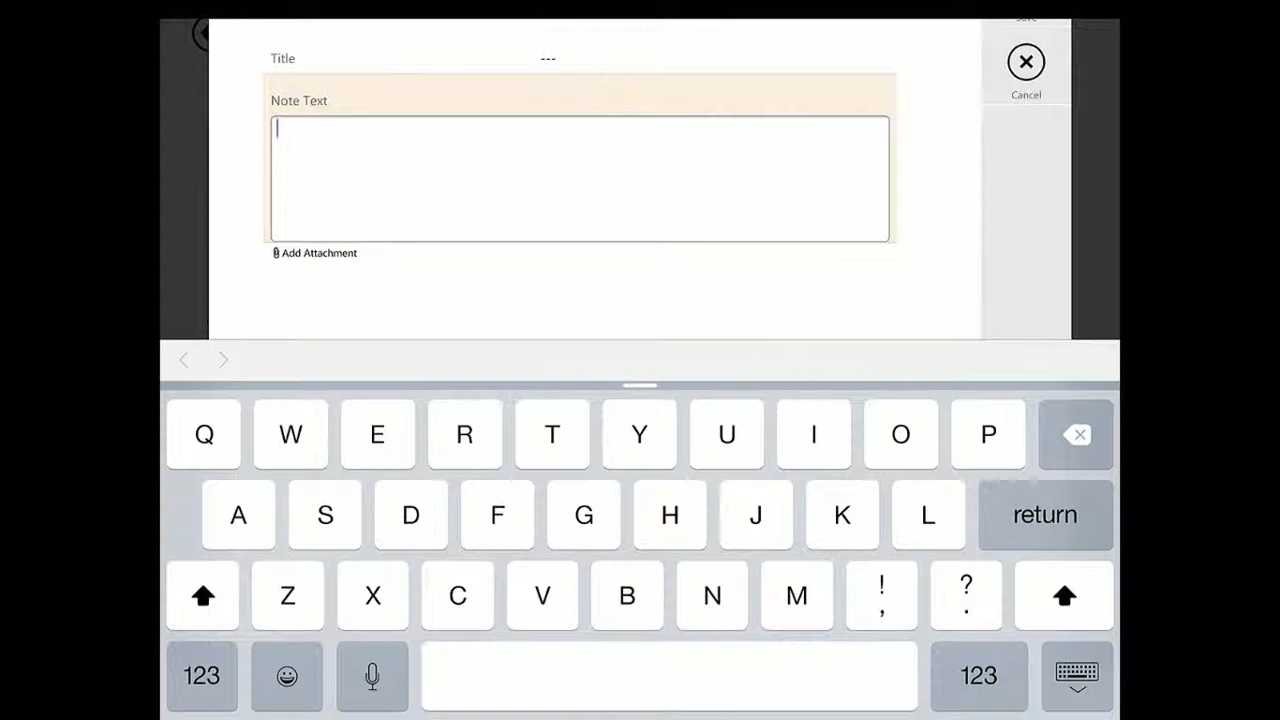 Title ---
Cancel
Note Text
Add Attachment
Q W E R T Y U I O P
A S D F G H J K L return
Z X C V B N M ! , ? .
123 123